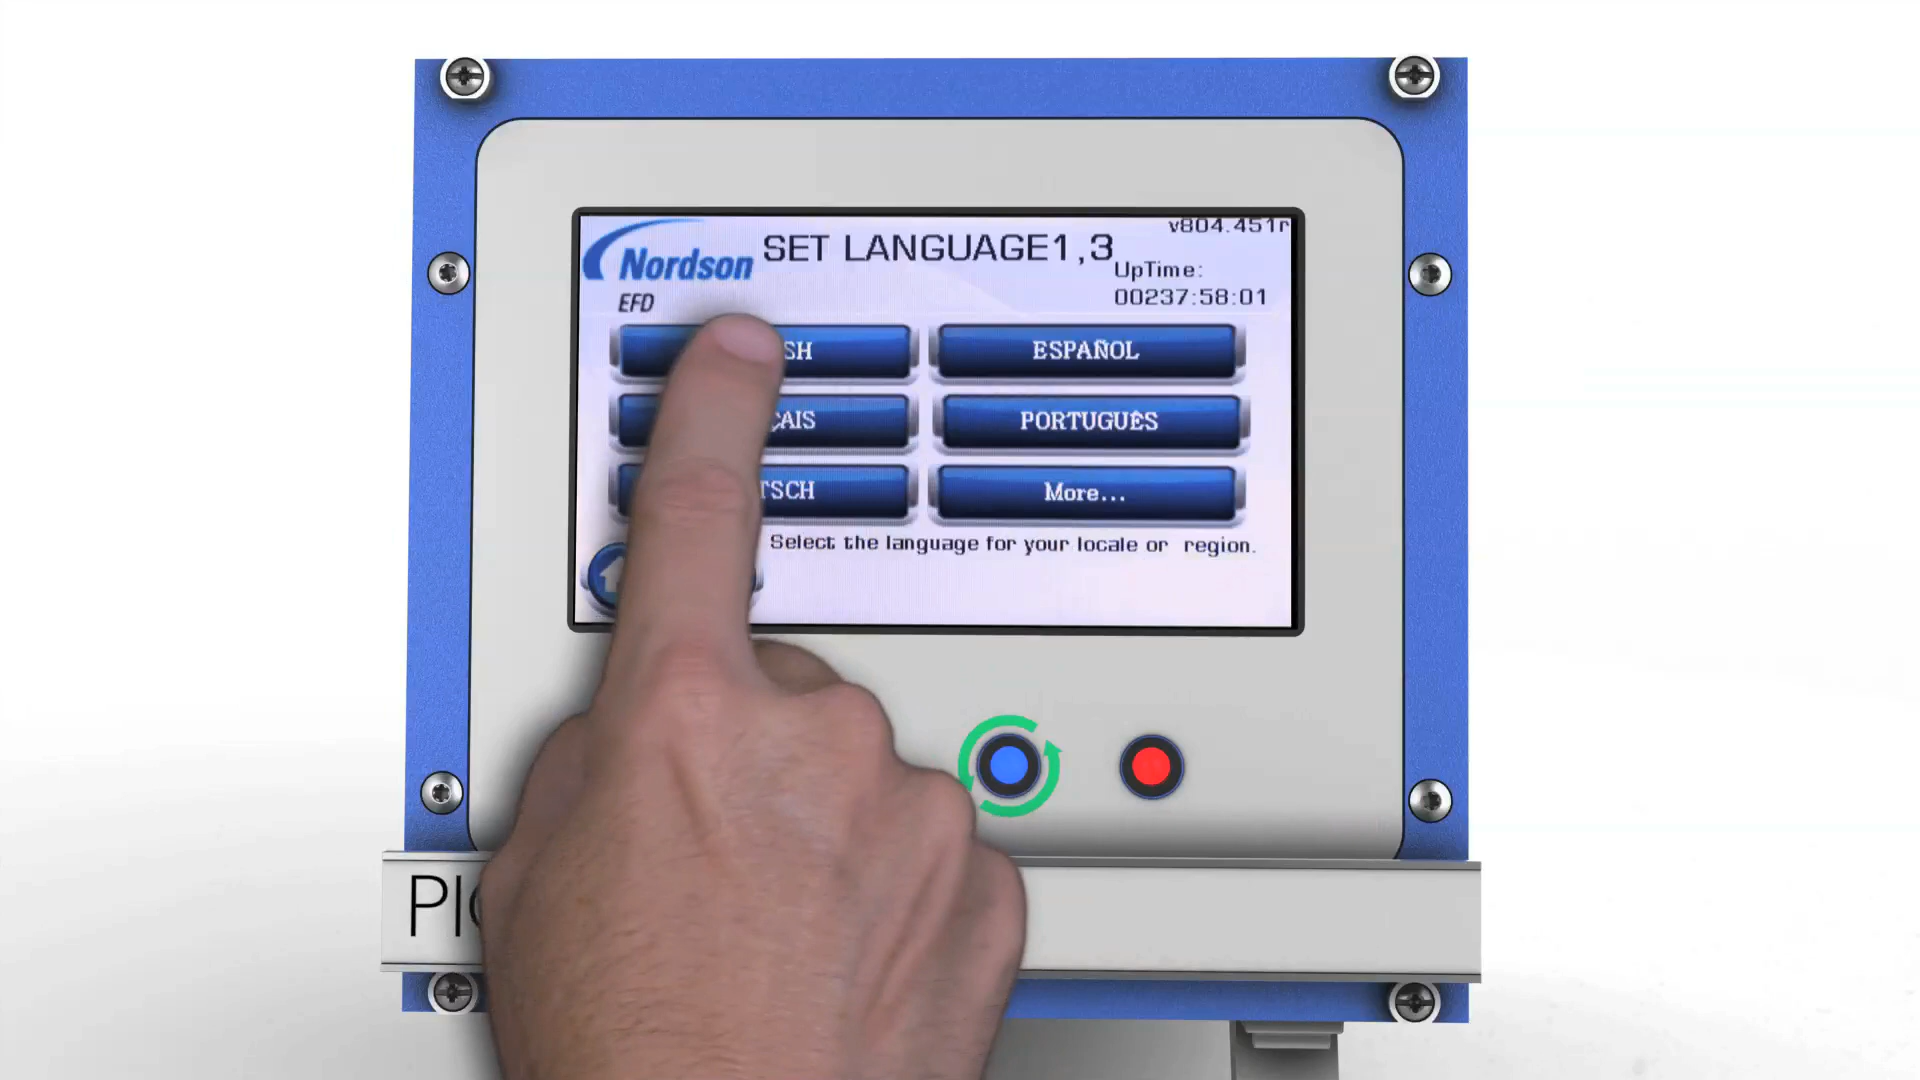 v804.451r
Nordson
EFD
SET LANGUAGE1,3
UpTime:
00237:58:01
SH
ESPAÑOL
ÇAIS
PORTUGUÊS
TSCH
More...
Select the language for your locale or region.
PI